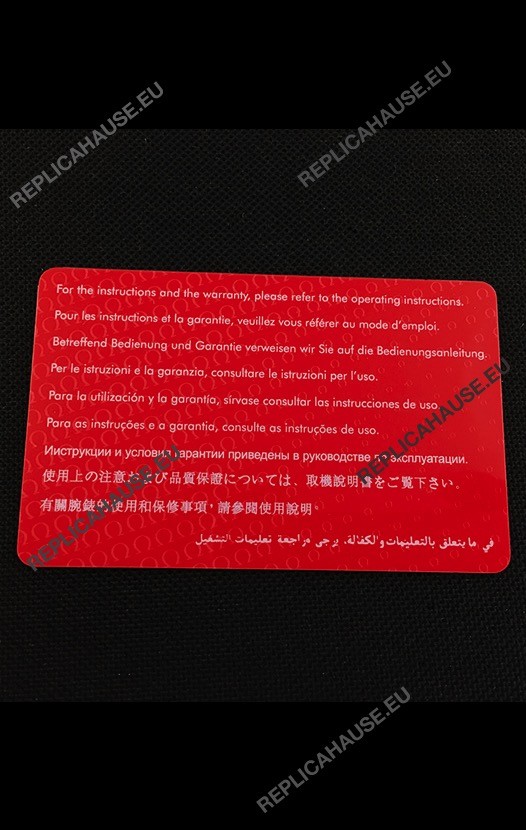 REPLICAHAUSE.EU
REPLICAHAUSE.EU
For the instructions and the warranty, please refer to the operating instructions.
Pour les instructions et la garantie, veuillez vous référer au mode d'emploi.
Betreffend Bedienung und Garantie verweisen wir Sie auf die Bedienungsanleitung.
Per le istruzioni e la garanzia, consultare le istruzioni per l'uso.
Para la utilización y la garantía, sírvase consultar las instrucciones de uso.
Para as instruções e a garantia, consulte as instruções de uso.
Инструкции и условия гарантии приведены в руководстве по эксплуатации.
使用上の注意および品質保證については、取機說明書をご覽下さい。
有關腕錶的使用和保修事項，請參閱使用說明。
في ما يتعلق بالتعليمات والكفالة، يرجى مراجعة تعليمات التشغيل
REPLICAHAUSE.EU
REPLICAHAUSE.EU
REPLICAHAUSE.EU